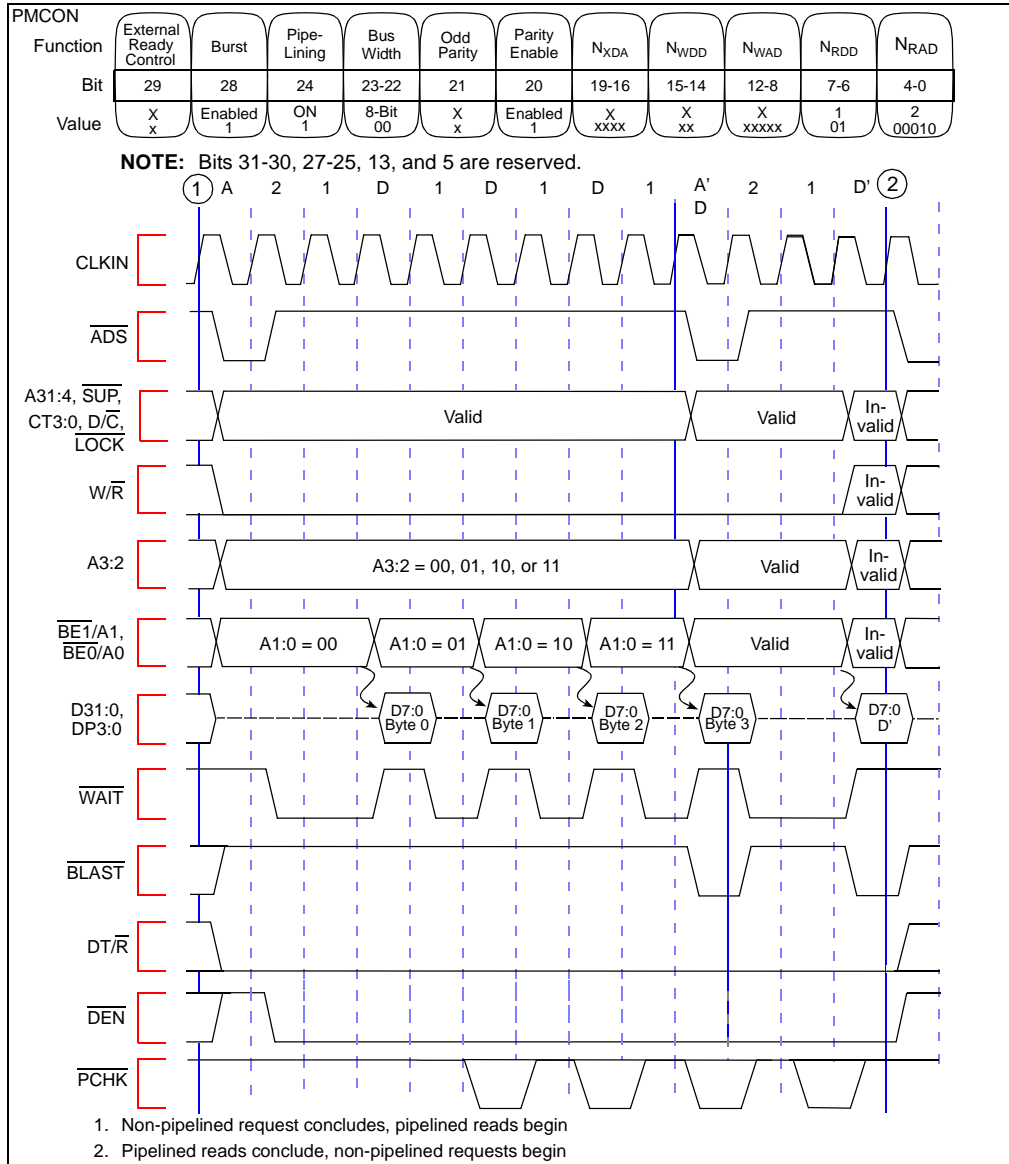 PMCON
Function
External Ready Control
Burst
Pipe-Lining
Bus Width
Odd Parity
Parity Enable
NXDA
NWDD
NWAD
NRDD
NRAD
Bit
29 28 24 23-22 21 20 19-16 15-14 12-8 7-6 4-0
Value
X x
Enabled 1
ON 1
8-Bit 00
X x
Enabled 1
X xxxx
X xx
X xxxxx
1 01
2 00010
NOTE: Bits 31-30, 27-25, 13, and 5 are reserved.
1 A 2 1 D 1 D 1 D 1 A' 2 1 D' 2
D
CLKIN
ADS
A31:4, SUP,
CT3:0, D/C,
LOCK
Valid
Valid
In-
valid
W/R
In-
valid
A3:2
A3:2 = 00, 01, 10, or 11
Valid
In-
valid
BE1/A1,
BE0/A0
A1:0 = 00
A1:0 = 01
A1:0 = 10
A1:0 = 11
Valid
In-
valid
D31:0,
DP3:0
D7:0
Byte 0
D7:0
Byte 1
D7:0
Byte 2
D7:0
Byte 3
D7:0
D'
WAIT
BLAST
DT/R
DEN
PCHK
1. Non-pipelined request concludes, pipelined reads begin
2. Pipelined reads conclude, non-pipelined requests begin